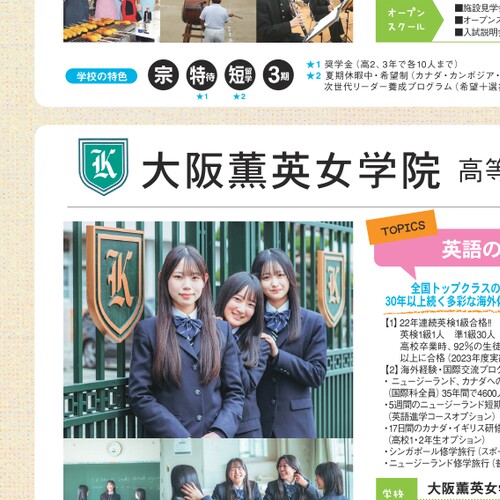 オープン
スクール
■施設見学会
■オープンス
■入試説明会
学校の特色
宗 特待 短留学 3期
★1 ★2
★1 奨学金(高2、3年で各10人まで)
★2 夏期休暇中・希望制(カナダ・カンボジア・
次世代リーダー養成プログラム(希望+選
K 大阪薫英女学院 高等
TOPICS
英語の
全国トップクラスの
30年以上続く多彩な海外
K
【1】22年連続英検1級合格!!
英検1級1人 準1級30人
高校卒業時、92%の生徒
以上に合格(2023年度実
【2】海外経験・国際交流プロ
・ニュージーランド、カナダへの
(国際科全員)35年間で4600
・5週間のニュージーランド短期
(英語進学コースオプション)
・17日間のカナダ・イギリス研修
(高校1・2年生オプション)
・シンガポール修学旅行(スポー
・ニュージーランド修学旅行(
学校
大阪薫英女